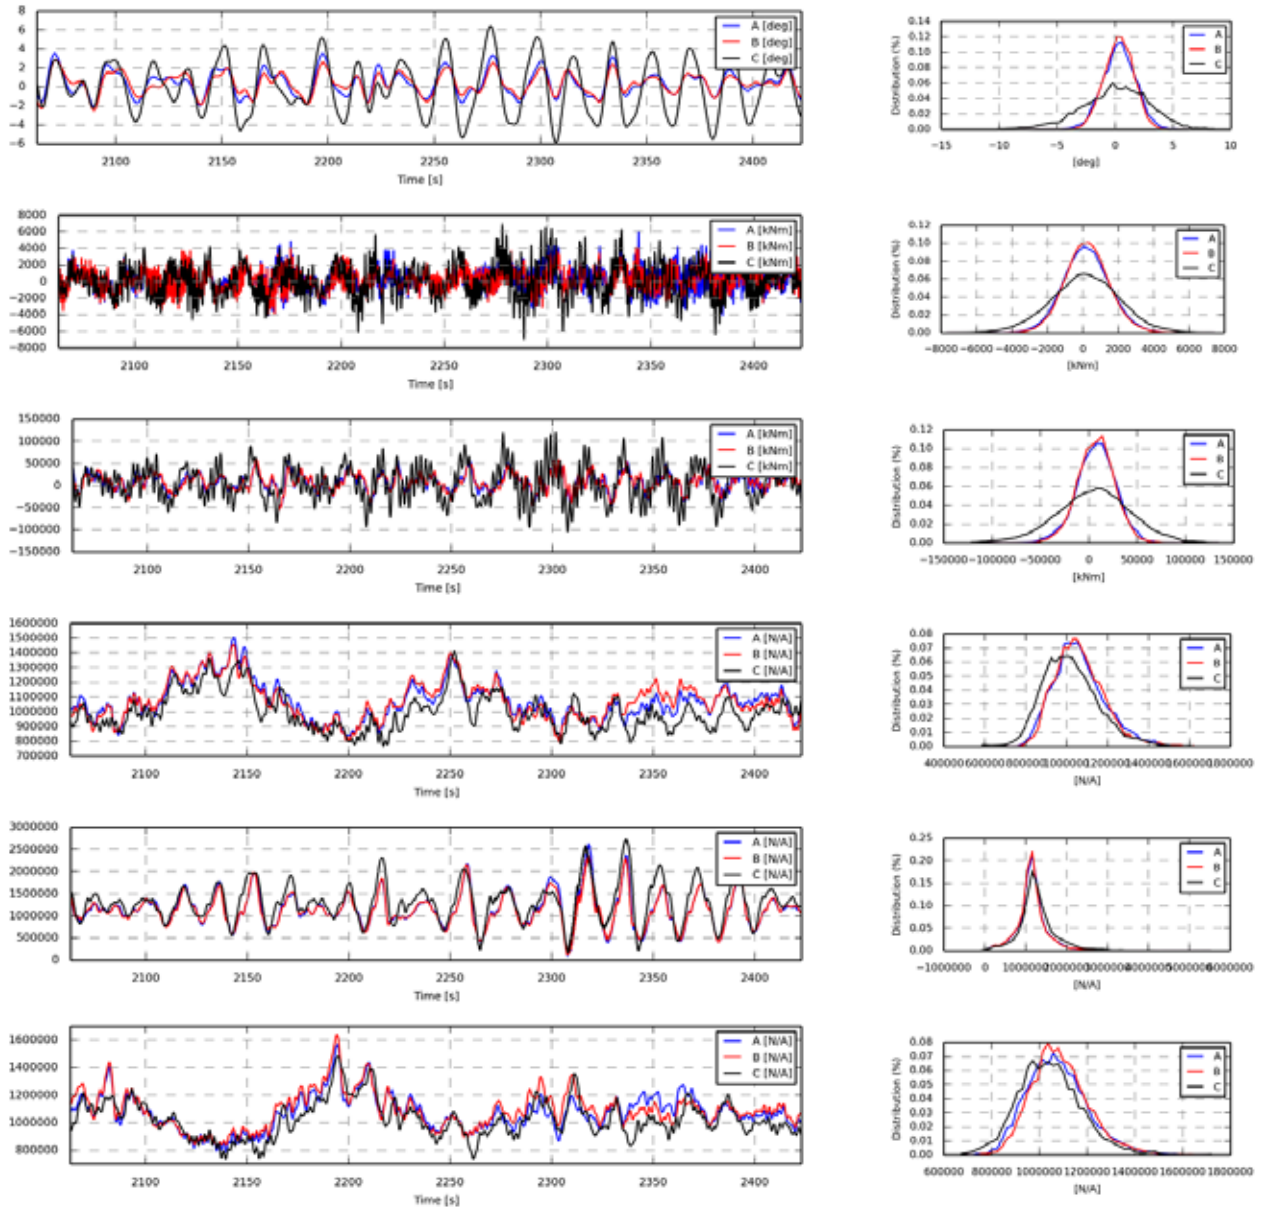 8
6
4
2
0
−2
−4
−6
A [deg]
B [deg]
C [deg]
2100 2150 2200 2250 2300 2350 2400
Time [s]
0.14
0.12
0.10
0.08
0.06
0.04
0.02
0.00
Distribution (%)
A
B
C
−15 −10 −5 0 5 10
[deg]
8000
6000
4000
2000
0
−2000
−4000
−6000
−8000
A [kNm]
B [kNm]
C [kNm]
2100 2150 2200 2250 2300 2350 2400
Time [s]
0.12
0.10
0.08
0.06
0.04
0.02
0.00
Distribution (%)
A
B
C
−8000 −6000 −4000 −2000 0 2000 4000 6000 8000
[kNm]
150000
100000
50000
0
−50000
−100000
−150000
A [kNm]
B [kNm]
C [kNm]
2100 2150 2200 2250 2300 2350 2400
Time [s]
0.12
0.10
0.08
0.06
0.04
0.02
0.00
Distribution (%)
A
B
C
−150000 −100000 −50000 0 50000 100000 150000
[kNm]
1600000
1500000
1400000
1300000
1200000
1100000
1000000
900000
800000
700000
A [N/A]
B [N/A]
C [N/A]
2100 2150 2200 2250 2300 2350 2400
Time [s]
0.08
0.07
0.06
0.05
0.04
0.03
0.02
0.01
0.00
Distribution (%)
A
B
C
400000 600000 800000 1000000 1200000 1400000 1600000 1800000
[N/A]
3000000
2500000
2000000
1500000
1000000
500000
0
A [N/A]
B [N/A]
C [N/A]
2100 2150 2200 2250 2300 2350 2400
Time [s]
0.25
0.20
0.15
0.10
0.05
0.00
Distribution (%)
A
B
C
−1000000 0 1000000 2000000 3000000 4000000 5000000 6000000
[N/A]
1600000
1400000
1200000
1000000
800000
A [N/A]
B [N/A]
C [N/A]
2100 2150 2200 2250 2300 2350 2400
Time [s]
0.08
0.07
0.06
0.05
0.04
0.03
0.02
0.01
0.00
Distribution (%)
A
B
C
600000 800000 1000000 1200000 1400000 1600000 1800000
[N/A]